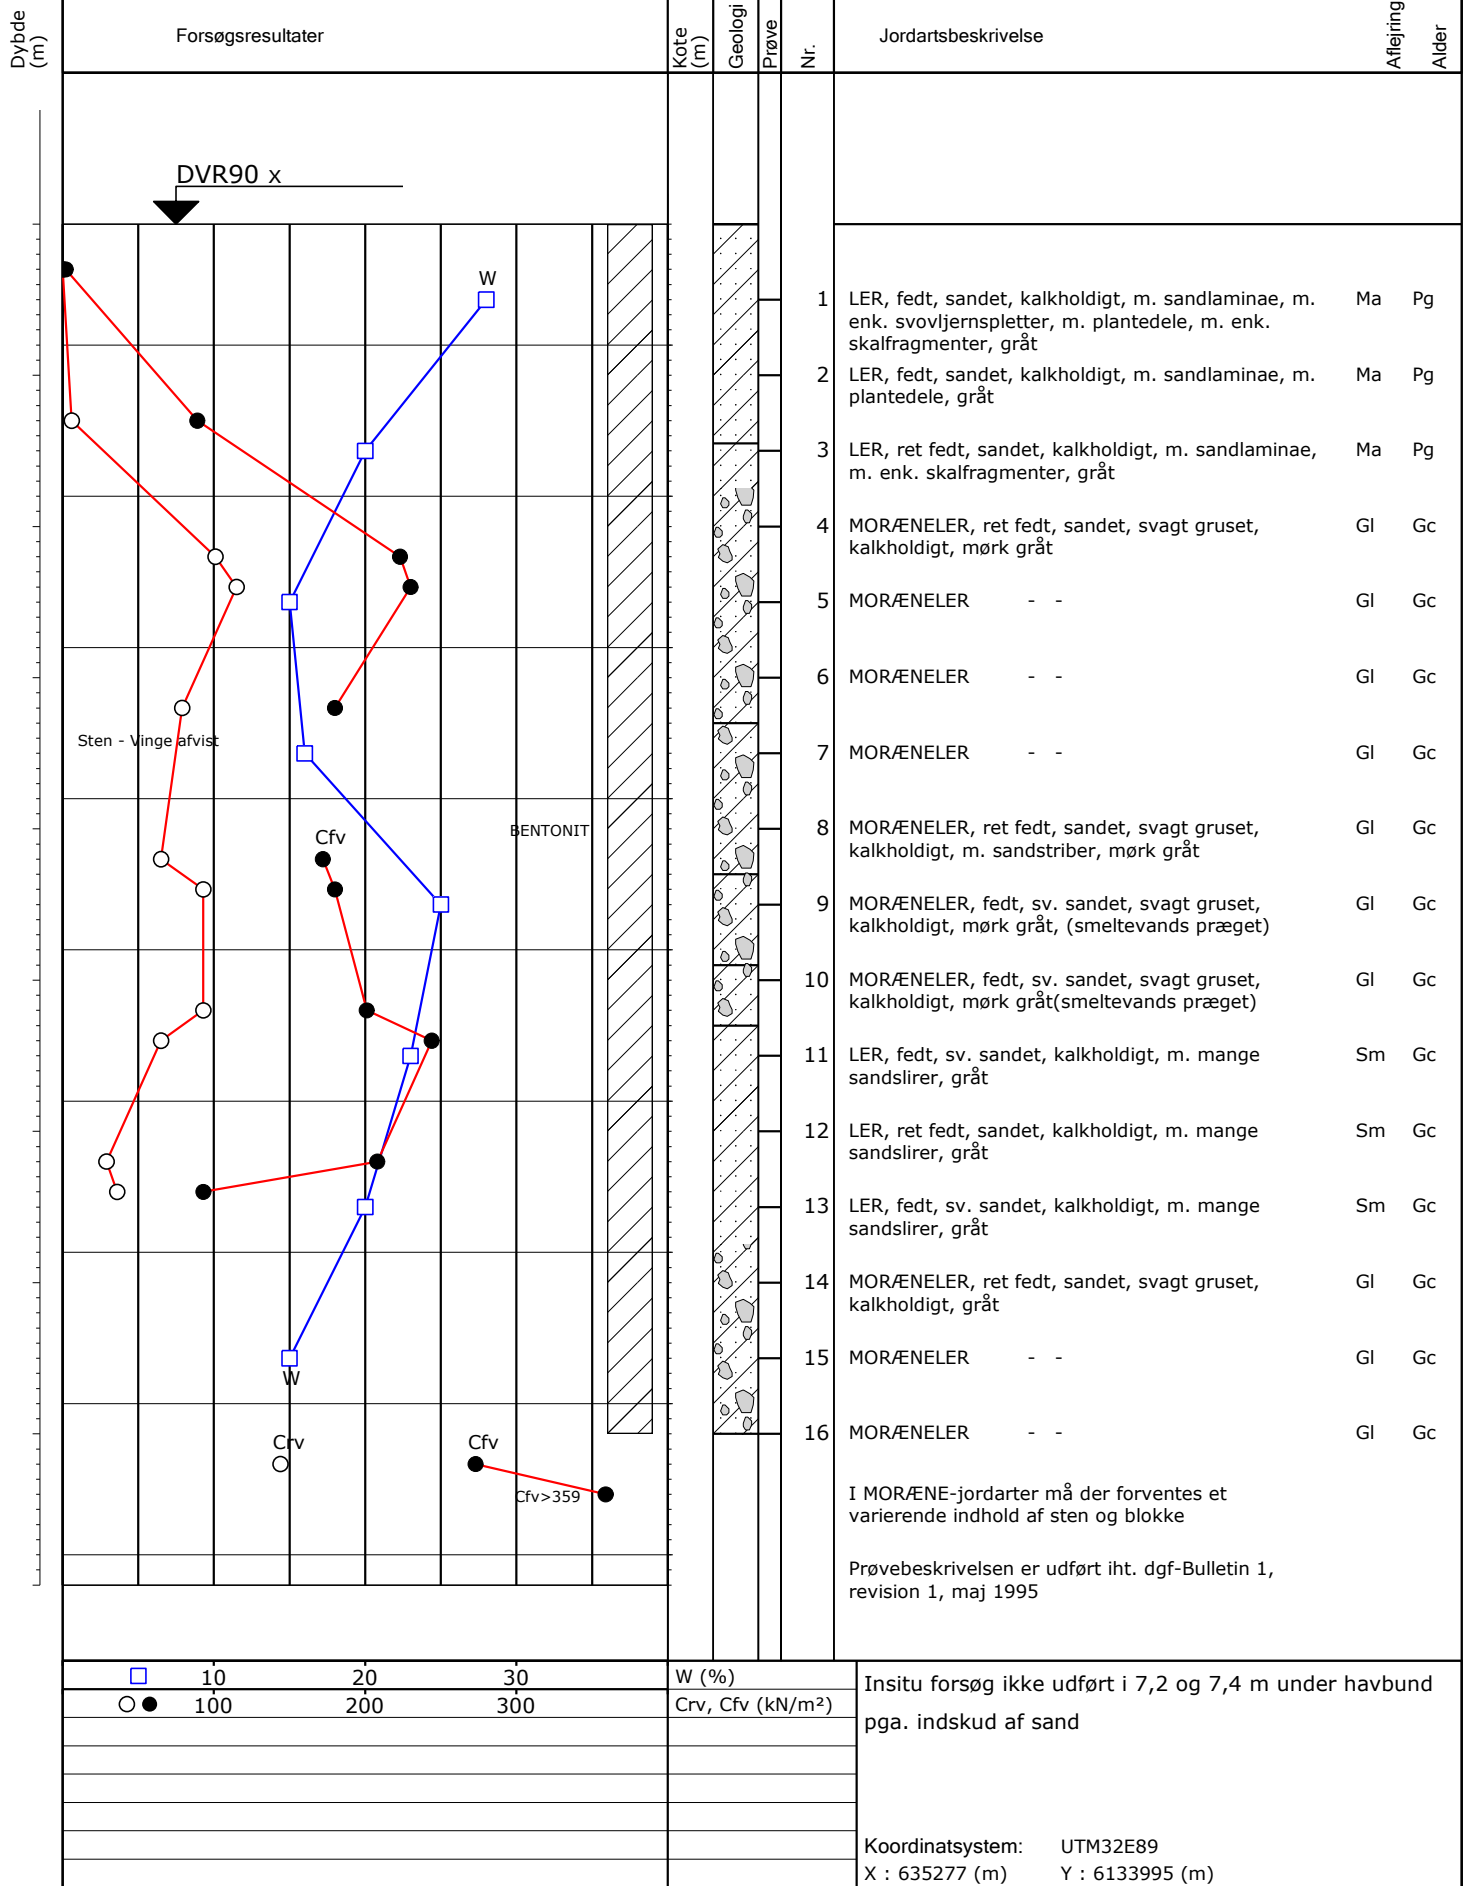 Dybde
(m)
Forsøgsresultater
Kote
(m)
Geologi
Prøve
Nr.
Jordartsbeskrivelse
Aflejring
Alder
DVR90 x
W
1 LER, fedt, sandet, kalkholdigt, m. sandlaminae, m. Ma Pg
enk. svovljernspletter, m. plantedele, m. enk.
skalfragmenter, gråt
2 LER, fedt, sandet, kalkholdigt, m. sandlaminae, m. Ma Pg
plantedele, gråt
3 LER, ret fedt, sandet, kalkholdigt, m. sandlaminae, Ma Pg
m. enk. skalfragmenter, gråt
4 MORÆNELER, ret fedt, sandet, svagt gruset, Gl Gc
kalkholdigt, mørk gråt
5 MORÆNELER - - Gl Gc
6 MORÆNELER - - Gl Gc
Sten - Vinge afvist
7 MORÆNELER - - Gl Gc
Cfv
BENTONIT
8 MORÆNELER, ret fedt, sandet, svagt gruset, Gl Gc
kalkholdigt, m. sandstriber, mørk gråt
9 MORÆNELER, fedt, sv. sandet, svagt gruset, Gl Gc
kalkholdigt, mørk gråt, (smeltevands præget)
10 MORÆNELER, fedt, sv. sandet, svagt gruset, Gl Gc
kalkholdigt, mørk gråt(smeltevands præget)
11 LER, fedt, sv. sandet, kalkholdigt, m. mange Sm Gc
sandslirer, gråt
12 LER, ret fedt, sandet, kalkholdigt, m. mange Sm Gc
sandslirer, gråt
13 LER, fedt, sv. sandet, kalkholdigt, m. mange Sm Gc
sandslirer, gråt
14 MORÆNELER, ret fedt, sandet, svagt gruset, Gl Gc
kalkholdigt, gråt
15 MORÆNELER - - Gl Gc
W
16 MORÆNELER - - Gl Gc
Crv Cfv
Cfv>359
I MORÆNE-jordarter må der forventes et
varierende indhold af sten og blokke
Prøvebeskrivelsen er udført iht. dgf-Bulletin 1,
revision 1, maj 1995
10 20 30 W (%)
100 200 300 Crv, Cfv (kN/m²)
Insitu forsøg ikke udført i 7,2 og 7,4 m under havbund
pga. indskud af sand
Koordinatsystem: UTM32E89
X : 635277 (m) Y : 6133995 (m)